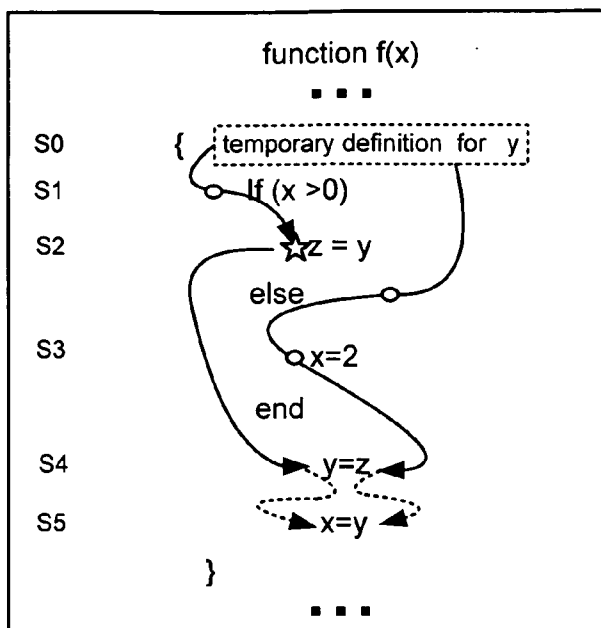 function f(x)
...
S0 { temporary definition for y
S1 If (x >0)
S2 z = y
else
S3 x=2
end
S4 y=z
S5 x=y
}
...